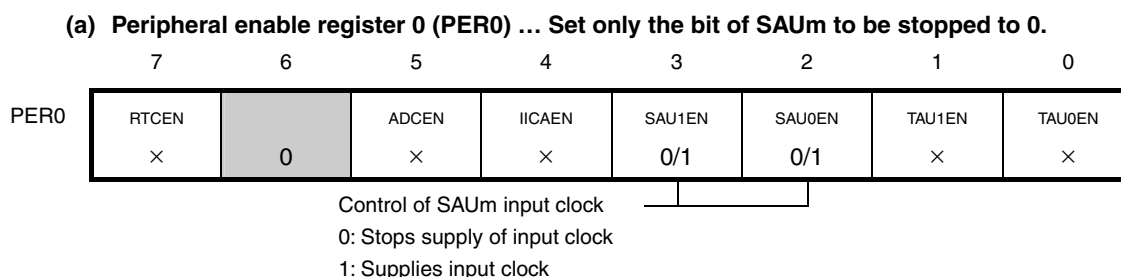 (a) Peripheral enable register 0 (PER0) … Set only the bit of SAUm to be stopped to 0.
7 6 5 4 3 2 1 0
PER0 RTCEN ADCEN IICAEN SAU1EN SAU0EN TAU1EN TAU0EN
× 0 × × 0/1 0/1 × ×
Control of SAUm input clock
0: Stops supply of input clock
1: Supplies input clock